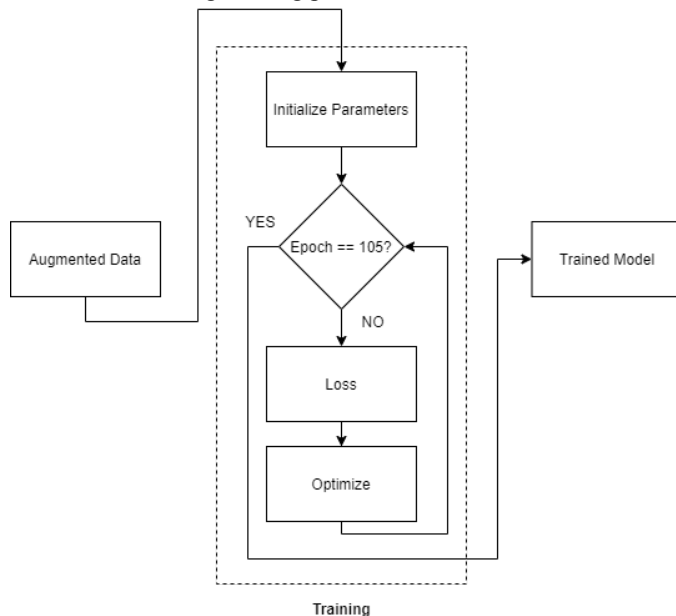 Initialize Parameters
YES
Epoch == 105?
Augmented Data
Trained Model
NO
Loss
Optimize
Training